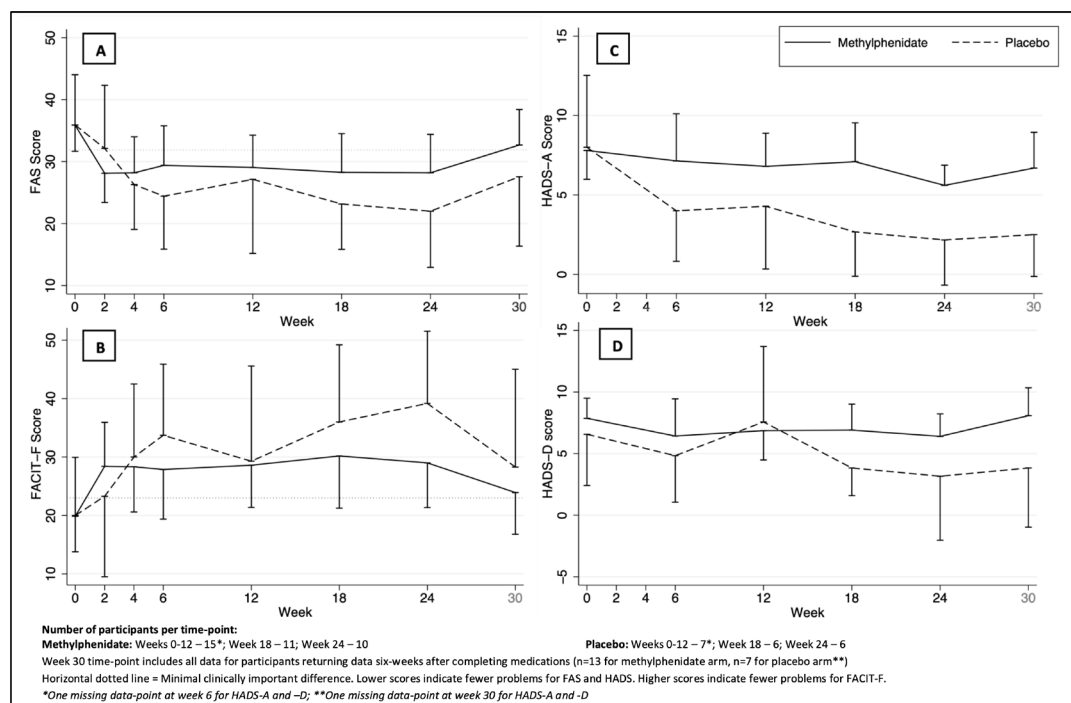 A
FAS Score
50
40
30
20
10
0 2 4 6 12 18 24 30
Week
C
Methylphenidate Placebo
HADS–A Score
15
10
5
0
0 2 4 6 12 18 24 30
Week
B
FACIT–F Score
50
40
30
20
10
0 2 4 6 12 18 24 30
Week
D
HADS–D score
15
10
5
0
–5
0 2 4 6 12 18 24 30
Week
Number of participants per time-point:
Methylphenidate: Weeks 0-12 – 15*; Week 18 – 11; Week 24 – 10 Placebo: Weeks 0-12 – 7*; Week 18 – 6; Week 24 – 6
Week 30 time-point includes all data for participants returning data six-weeks after completing medications (n=13 for methylphenidate arm, n=7 for placebo arm**)
Horizontal dotted line = Minimal clinically important difference. Lower scores indicate fewer problems for FAS and HADS. Higher scores indicate fewer problems for FACIT-F.
*One missing data-point at week 6 for HADS-A and –D; **One missing data-point at week 30 for HADS-A and -D